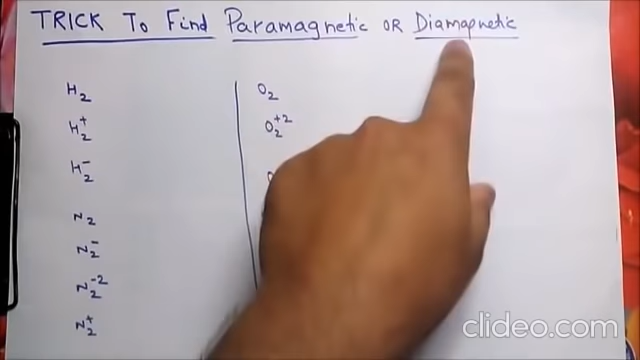 TRICK To Find Paramagnetic OR Diamagnetic
H₂
H₂⁺
H₂⁻
N₂
N₂⁻
N₂⁻²
N₂⁺
O₂
O₂⁺²
clideo.com